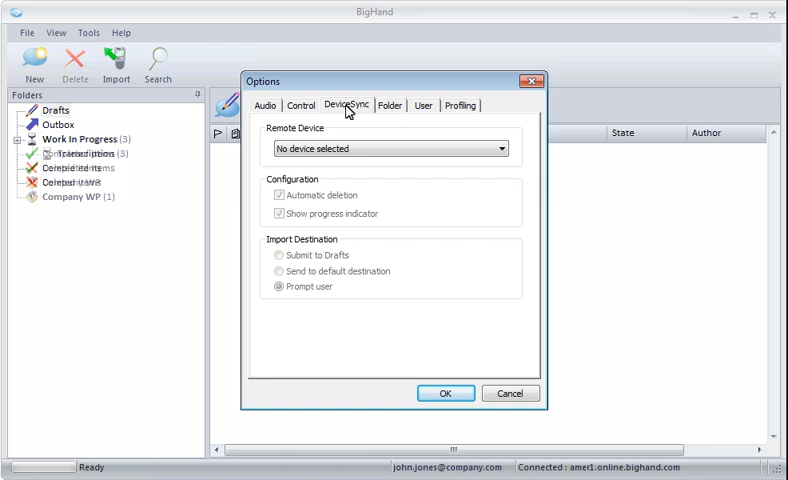 BigHand
File View Tools Help
New Delete Import Search
Folders
Drafts
Outbox
Work In Progress (3)
(3)
Company WP (1)
State Author
Options
Audio Control DeviceSync Folder User Profiling
Remote Device
No device selected
Configuration
Automatic deletion
Show progress indicator
Import Destination
Submit to Drafts
Send to default destination
Prompt user
OK Cancel
Ready john.jones@company.com Connected : amer1.online.bighand.com